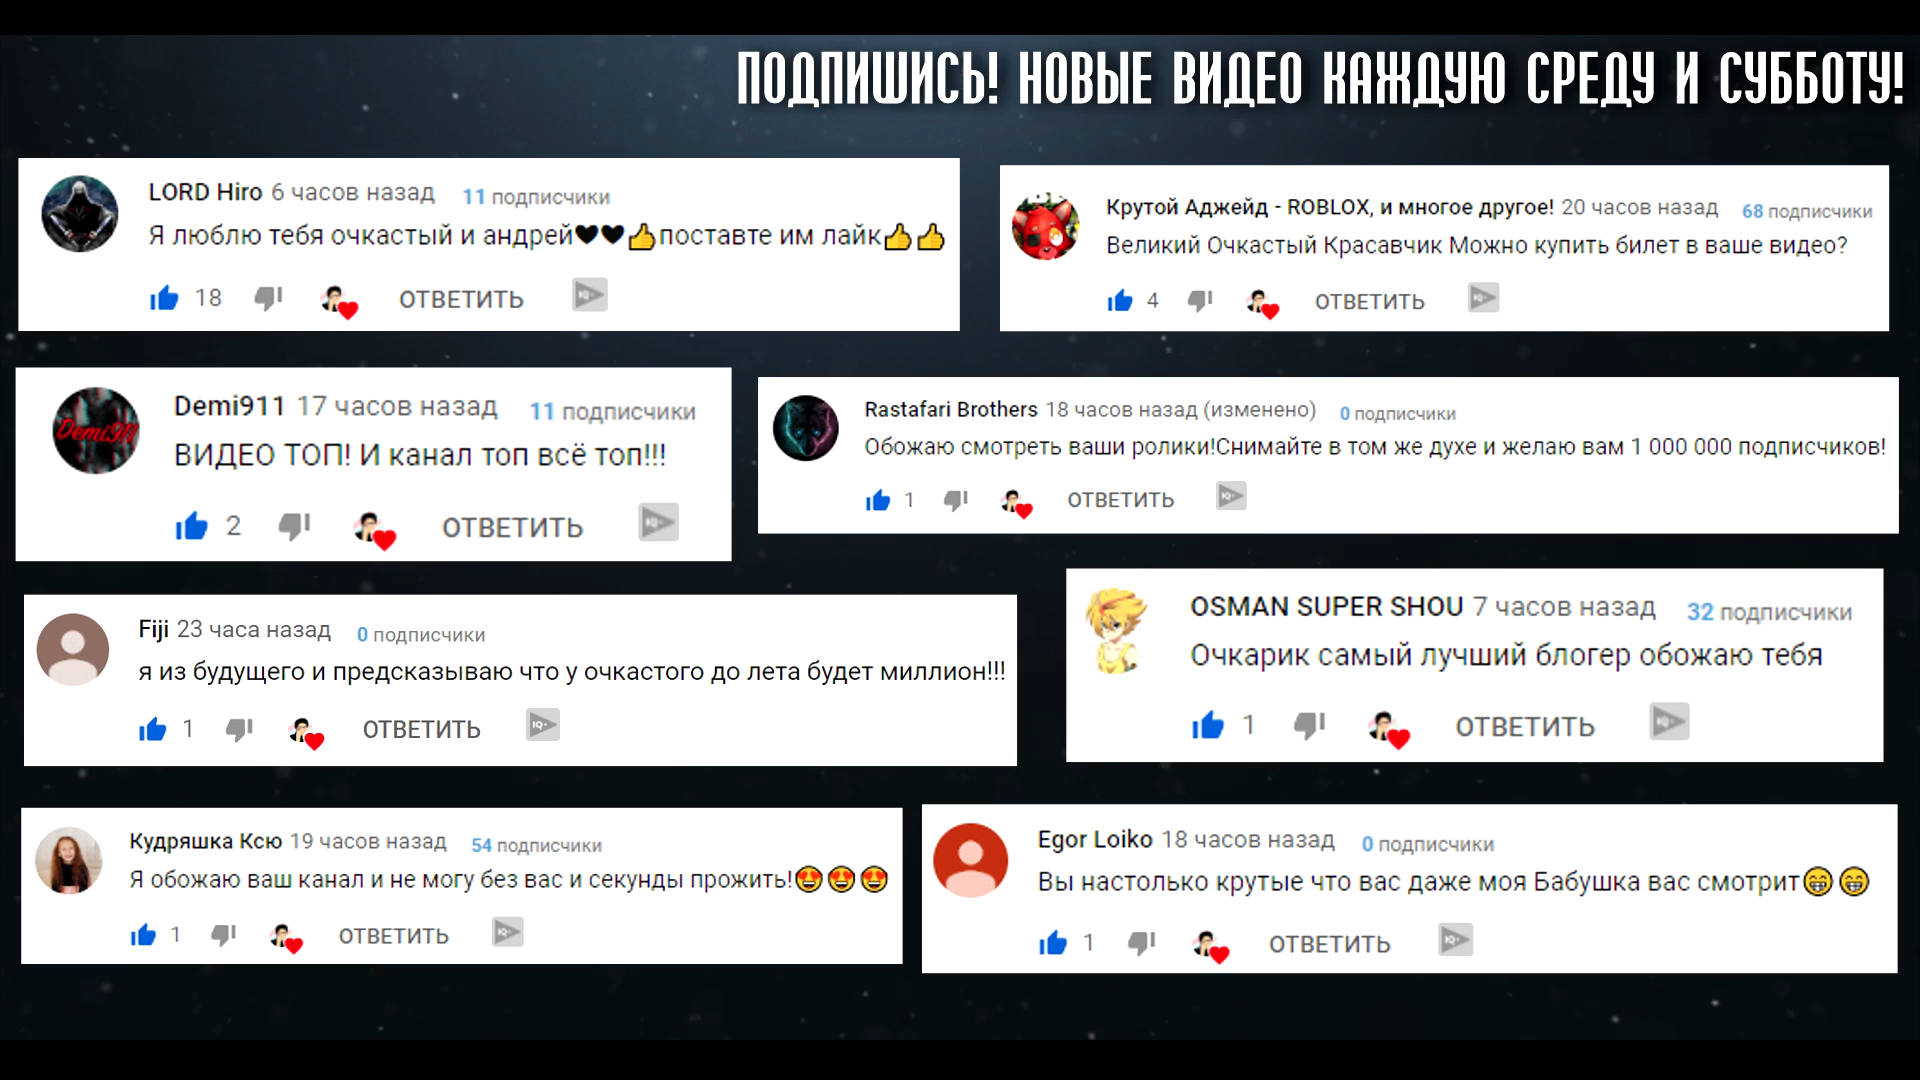 ПОДПИШИСЬ! НОВЫЕ ВИДЕО КАЖДУЮ СРЕДУ И СУББОТУ!
LORD Hiro 6 часов назад 11 подписчики
Я люблю тебя очкастый и андрей🖤🖤👍поставте им лайк👍👍
18 ОТВЕТИТЬ
Крутой Аджейд - ROBLOX, и многое другое! 20 часов назад 68 подписчики
Великий Очкастый Красавчик Можно купить билет в ваше видео?
4 ОТВЕТИТЬ
Demi911 17 часов назад 11 подписчики
Demi911
ВИДЕО ТОП! И канал топ всё топ!!!
2 ОТВЕТИТЬ
Rastafari Brothers 18 часов назад (изменено) 0 подписчики
Обожаю смотреть ваши ролики!Снимайте в том же духе и желаю вам 1 000 000 подписчиков!
1 ОТВЕТИТЬ
Fiji 23 часа назад 0 подписчики
я из будущего и предсказываю что у очкастого до лета будет миллион!!!
1 ОТВЕТИТЬ IQ+
OSMAN SUPER SHOU 7 часов назад 32 подписчики
Очкарик самый лучший блогер обожаю тебя
1 ОТВЕТИТЬ
Кудряшка Ксю 19 часов назад 54 подписчики
Я обожаю ваш канал и не могу без вас и секунды прожить!😍😍😍
1 ОТВЕТИТЬ
Egor Loiko 18 часов назад 0 подписчики
Вы настолько крутые что вас даже моя Бабушка вас смотрит😁😁
1 ОТВЕТИТЬ